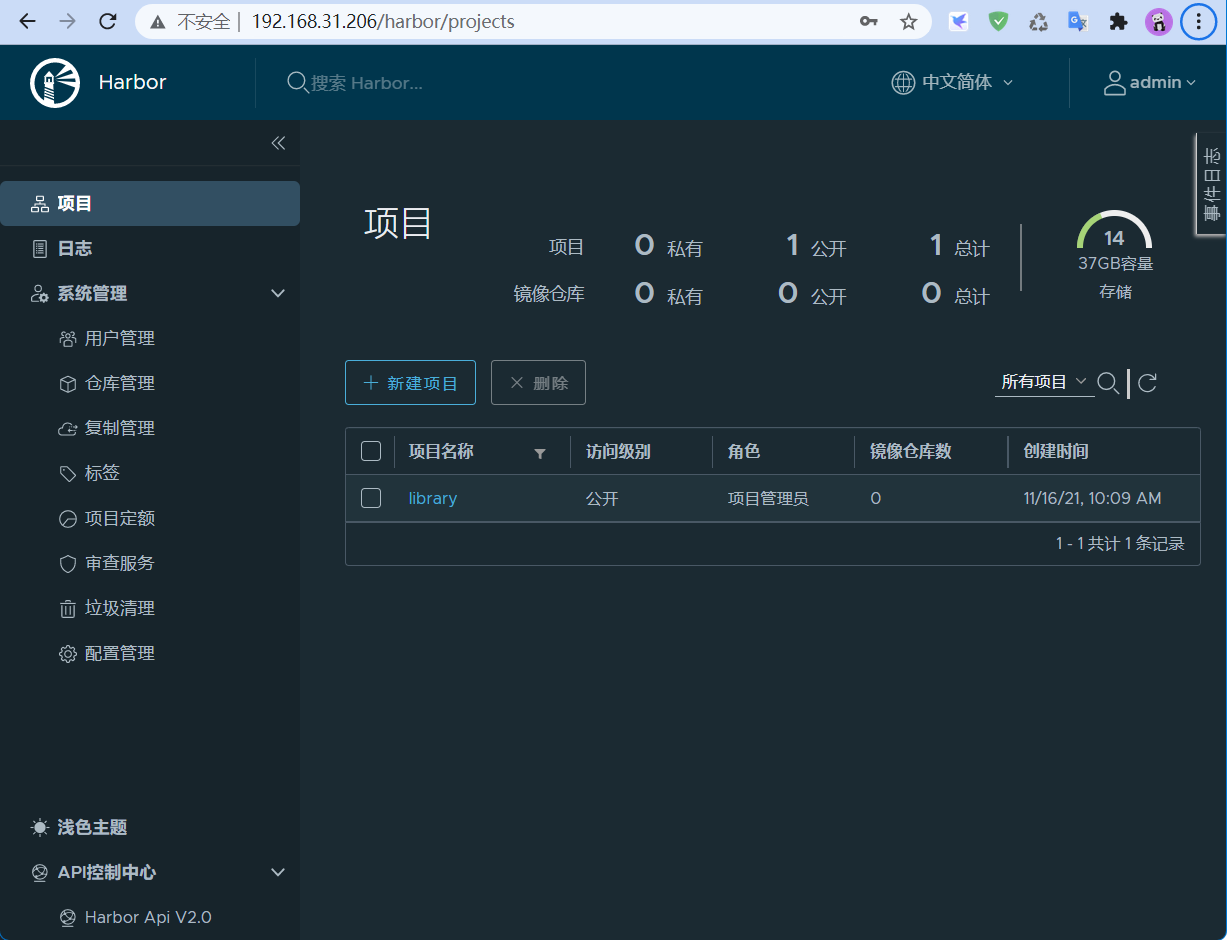 不安全 | 192.168.31.206/harbor/projects
Harbor
搜索 Harbor...
中文简体
admin
事件日志
项目
日志
系统管理
用户管理
仓库管理
复制管理
标签
项目定额
审查服务
垃圾清理
配置管理
浅色主题
API控制中心
Harbor Api V2.0
项目
项目 0 私有 1 公开 1 总计
镜像仓库 0 私有 0 公开 0 总计
14
37GB容量
存储
新建项目 删除
所有项目
项目名称 访问级别 角色 镜像仓库数 创建时间
library 公开 项目管理员 0 11/16/21, 10:09 AM
1 - 1 共计 1 条记录